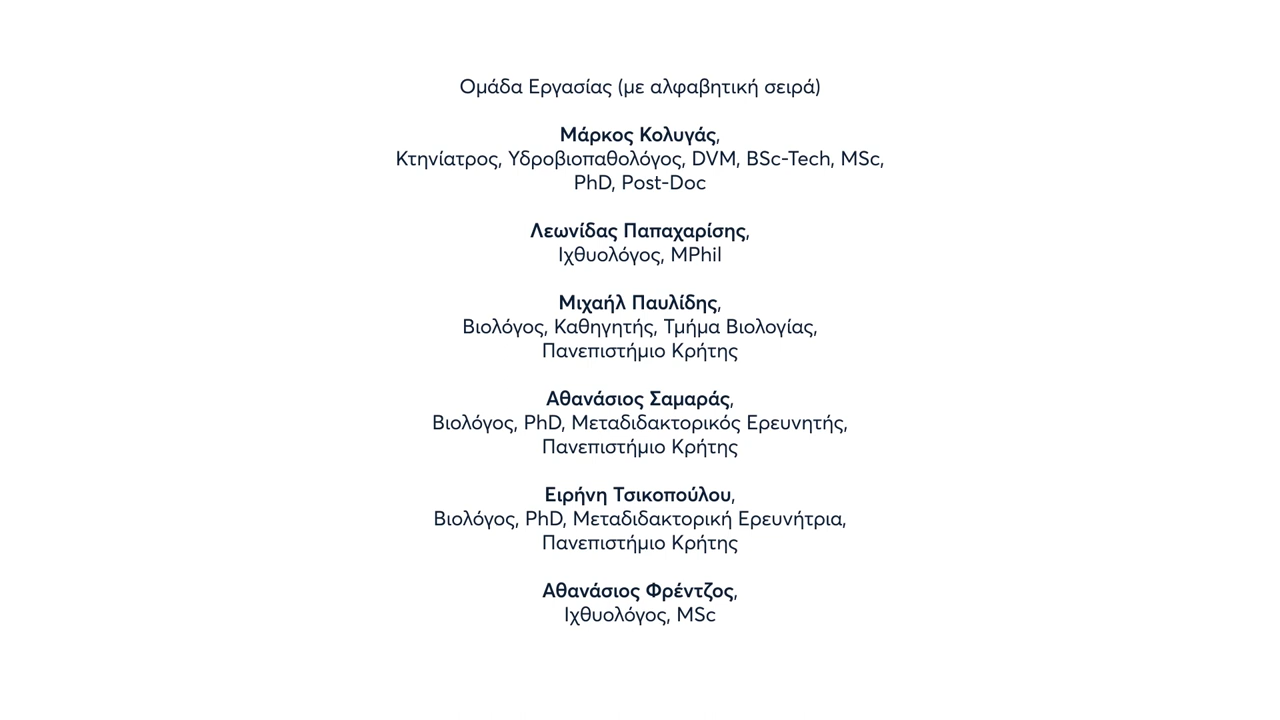 Ομάδα Εργασίας (με αλφαβητική σειρά)
Μάρκος Κολυγάς,
Κτηνίατρος, Υδροβιοπαθολόγος, DVM, BSc-Tech, MSc,
PhD, Post-Doc
Λεωνίδας Παπαχαρίσης,
Ιχθυολόγος, MPhil
Μιχαήλ Παυλίδης,
Βιολόγος, Καθηγητής, Τμήμα Βιολογίας,
Πανεπιστήμιο Κρήτης
Αθανάσιος Σαμαράς,
Βιολόγος, PhD, Μεταδιδακτορικός Ερευνητής,
Πανεπιστήμιο Κρήτης
Ειρήνη Τσικοπούλου,
Βιολόγος, PhD, Μεταδιδακτορική Ερευνήτρια,
Πανεπιστήμιο Κρήτης
Αθανάσιος Φρέντζος,
Ιχθυολόγος, MSc